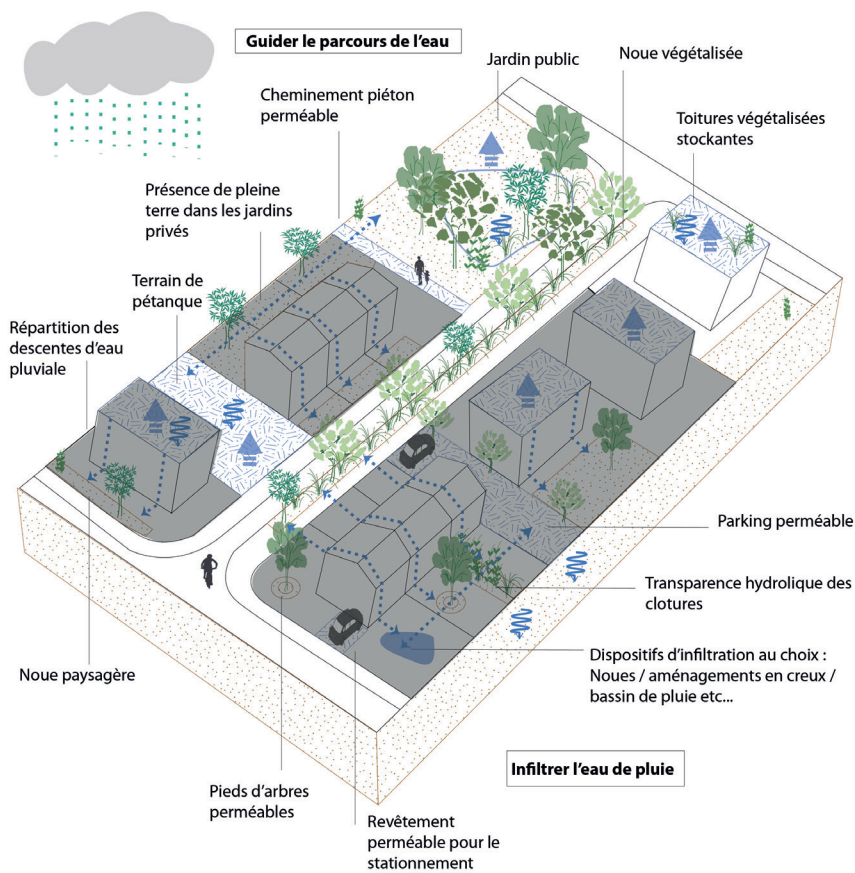 Guider le parcours de l'eau
Jardin public
Noue végétalisée
Cheminement piéton
perméable
Toitures végétalisées
stockantes
Présence de pleine
terre dans les jardins
privés
Terrain de
pétanque
Répartition des
descentes d'eau
pluviale
Parking perméable
Transparence hydrolique des
clotures
Noue paysagère
Dispositifs d'infiltration au choix :
Noues / aménagements en creux /
bassin de pluie etc...
Infiltrer l'eau de pluie
Pieds d'arbres
perméables
Revêtement
perméable pour le
stationnement